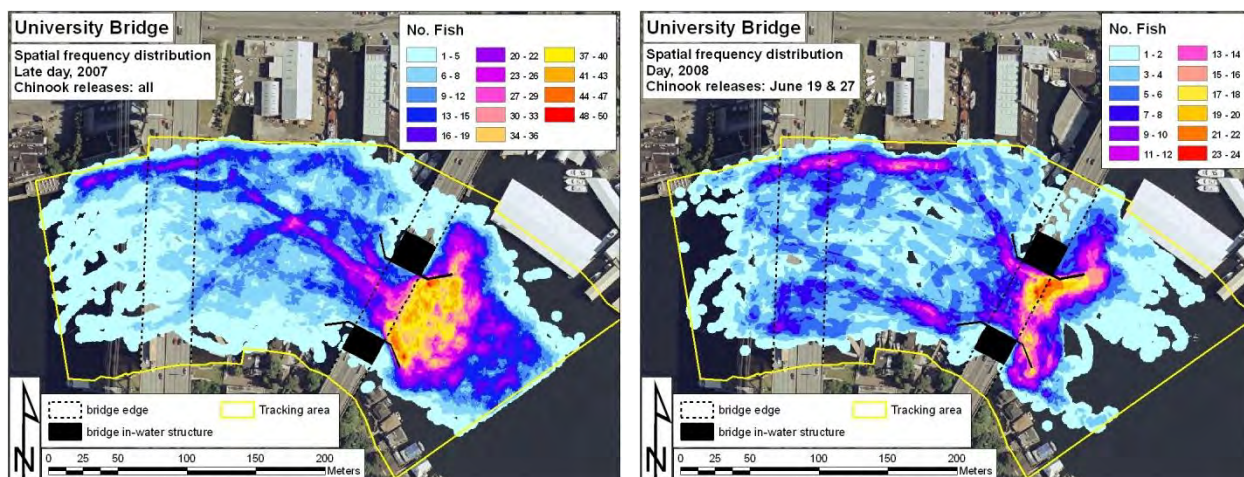 University Bridge
Spatial frequency distribution
Late day, 2007
Chinook releases: all
No. Fish
1 - 5
6 - 8
9 - 12
13 - 15
16 - 19
20 - 22
23 - 26
27 - 29
30 - 33
34 - 36
37 - 40
41 - 43
44 - 47
48 - 50
bridge edge
Tracking area
bridge in-water structure
0 25 50 100 150 200
Meters
N
University Bridge
Spatial frequency distribution
Day, 2008
Chinook releases: June 19 & 27
No. Fish
1 - 2
3 - 4
5 - 6
7 - 8
9 - 10
11 - 12
13 - 14
15 - 16
17 - 18
19 - 20
21 - 22
23 - 24
bridge edge
Tracking area
bridge in-water structure
0 25 50 100 150 200
Meters
N